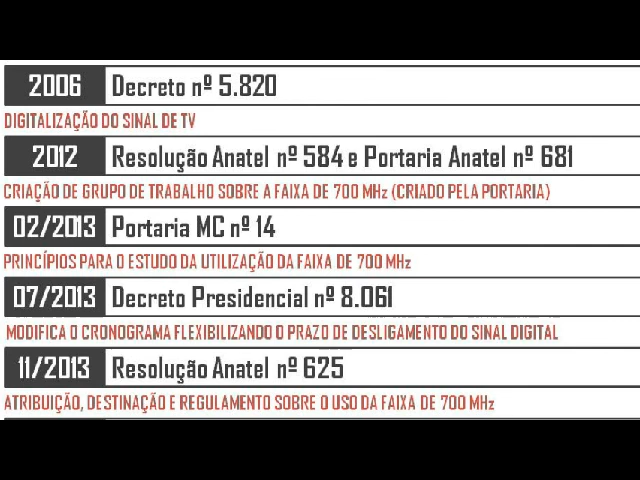 2006 Decreto nº 5.820
DIGITALIZAÇÃO DO SINAL DE TV
2012 Resolução Anatel nº 584 e Portaria Anatel nº 681
CRIAÇÃO DE GRUPO DE TRABALHO SOBRE A FAIXA DE 700 MHz (CRIADO PELA PORTARIA)
02/2013 Portaria MC nº 14
PRINCÍPIOS PARA O ESTUDO DA UTILIZAÇÃO DA FAIXA DE 700 MHz
07/2013 Decreto Presidencial nº 8.061
MODIFICA O CRONOGRAMA FLEXIBILIZANDO O PRAZO DE DESLIGAMENTO DO SINAL DIGITAL
11/2013 Resolução Anatel nº 625
ATRIBUIÇÃO, DESTINAÇÃO E REGULAMENTO SOBRE O USO DA FAIXA DE 700 MHz